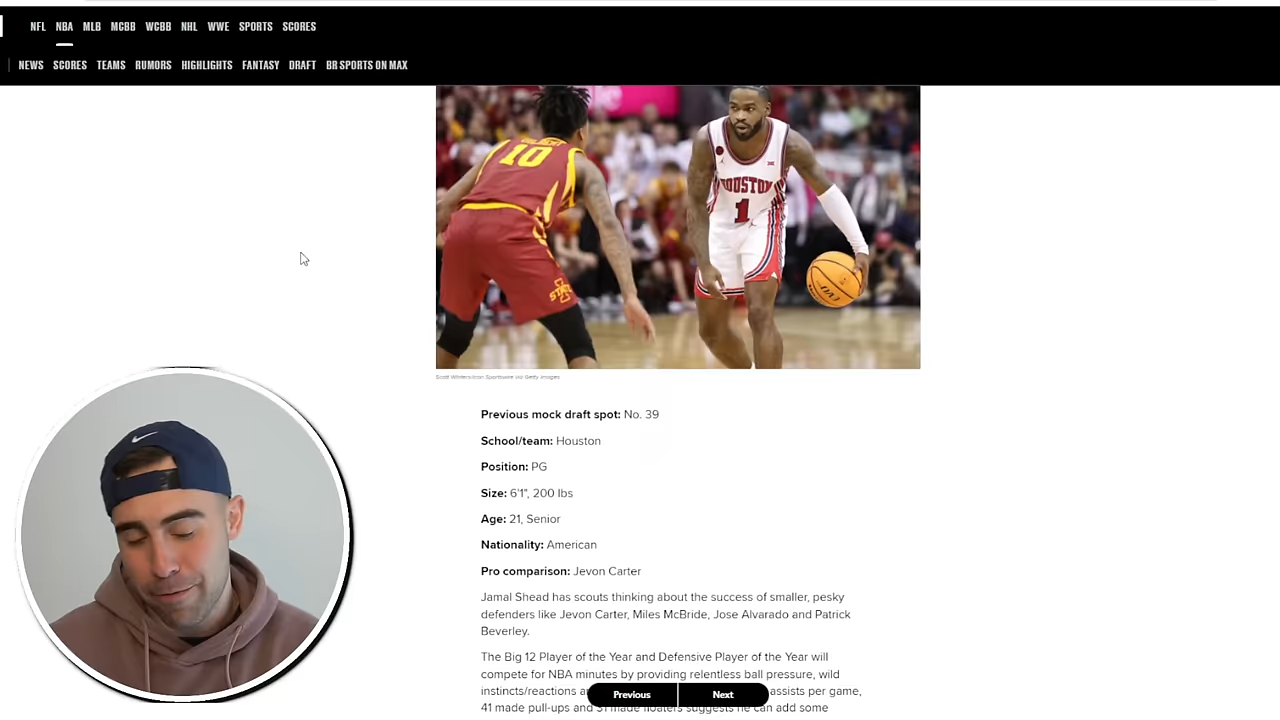 NFL NBA MLB MCBB WCBB NHL WWE SPORTS SCORES
NEWS SCORES TEAMS RUMORS HIGHLIGHTS FANTASY DRAFT BR SPORTS ON MAX
10
HOUSTON
1
STATE
Previous mock draft spot: No. 39
School/team: Houston
Position: PG
Size: 6'1", 200 lbs
Age: 21, Senior
Nationality: American
Pro comparison: Jevon Carter
Jamal Shead has scouts thinking about the success of smaller, pesky
defenders like Jevon Carter, Miles McBride, Jose Alvarado and Patrick
Beverley.
The Big 12 Player of the Year and Defensive Player of the Year will
compete for NBA minutes by providing relentless ball pressure, wild
instincts/reactions assists per game,
Previous Next
41 made pull-ups and 31 made floaters suggests he can add some